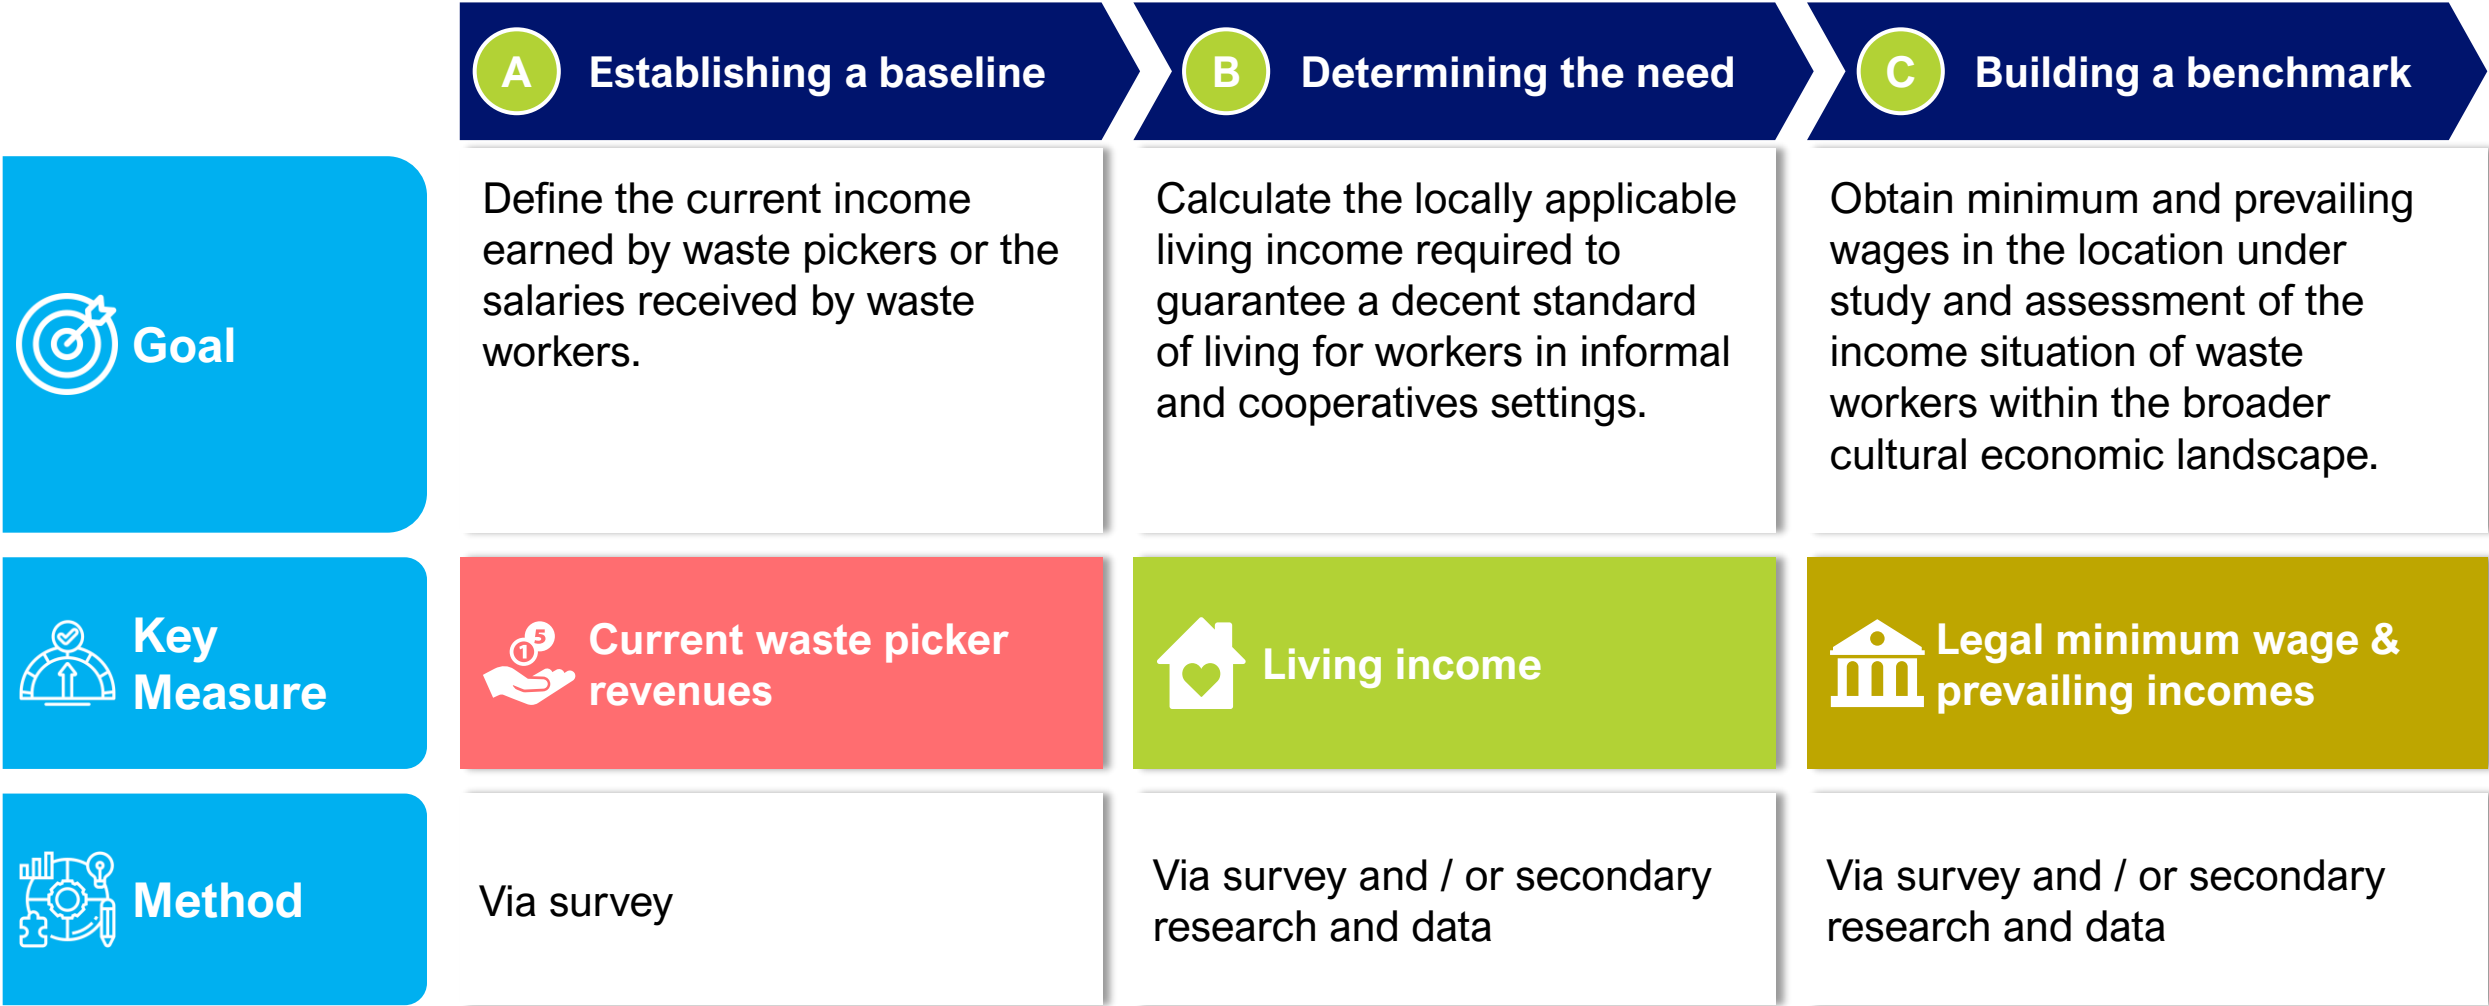 A Establishing a baseline
B Determining the need
C Building a benchmark
Goal
Define the current income
earned by waste pickers or the
salaries received by waste
workers.
Calculate the locally applicable
living income required to
guarantee a decent standard
of living for workers in informal
and cooperatives settings.
Obtain minimum and prevailing
wages in the location under
study and assessment of the
income situation of waste
workers within the broader
cultural economic landscape.
Key
Measure
5
1
Current waste picker
revenues
Living income
Legal minimum wage &
prevailing incomes
Method
Via survey
Via survey and / or secondary
research and data
Via survey and / or secondary
research and data